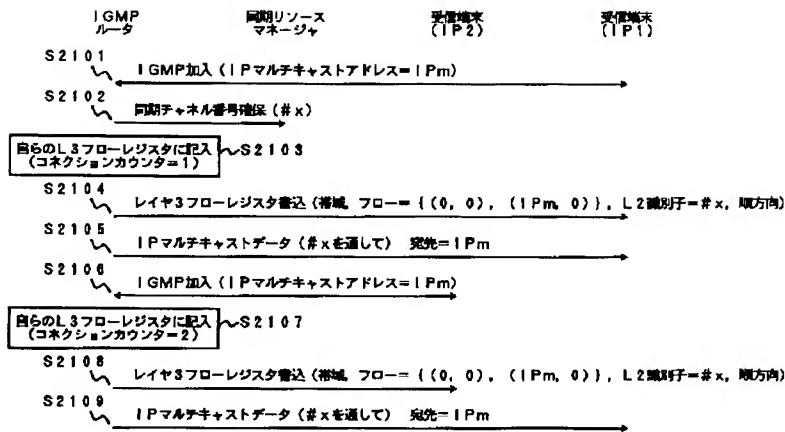 IGMP
ルータ
同期リソース
マネージャ
受信端末
(IP2)
受信端末
(IP1)
S2101
IGMP加入(IPマルチキャストアドレス=IPm)
S2102
同期チャネル番号確保(#x)
自らのL3フローレジスタに記入
(コネクションカウンター=1)
S2103
S2104
レイヤ3フローレジスタ書込(帯域, フロー={(0, 0), (IPm, 0)}, L2識別子=#x, 順方向)
S2105
IPマルチキャストデータ(#xを通して) 宛先=IPm
S2106
IGMP加入(IPマルチキャストアドレス=IPm)
自らのL3フローレジスタに記入
(コネクションカウンター=2)
S2107
S2108
レイヤ3フローレジスタ書込(帯域, フロー={(0, 0), (IPm, 0)}, L2識別子=#x, 順方向)
S2109
IPマルチキャストデータ(#xを通して) 宛先=IPm